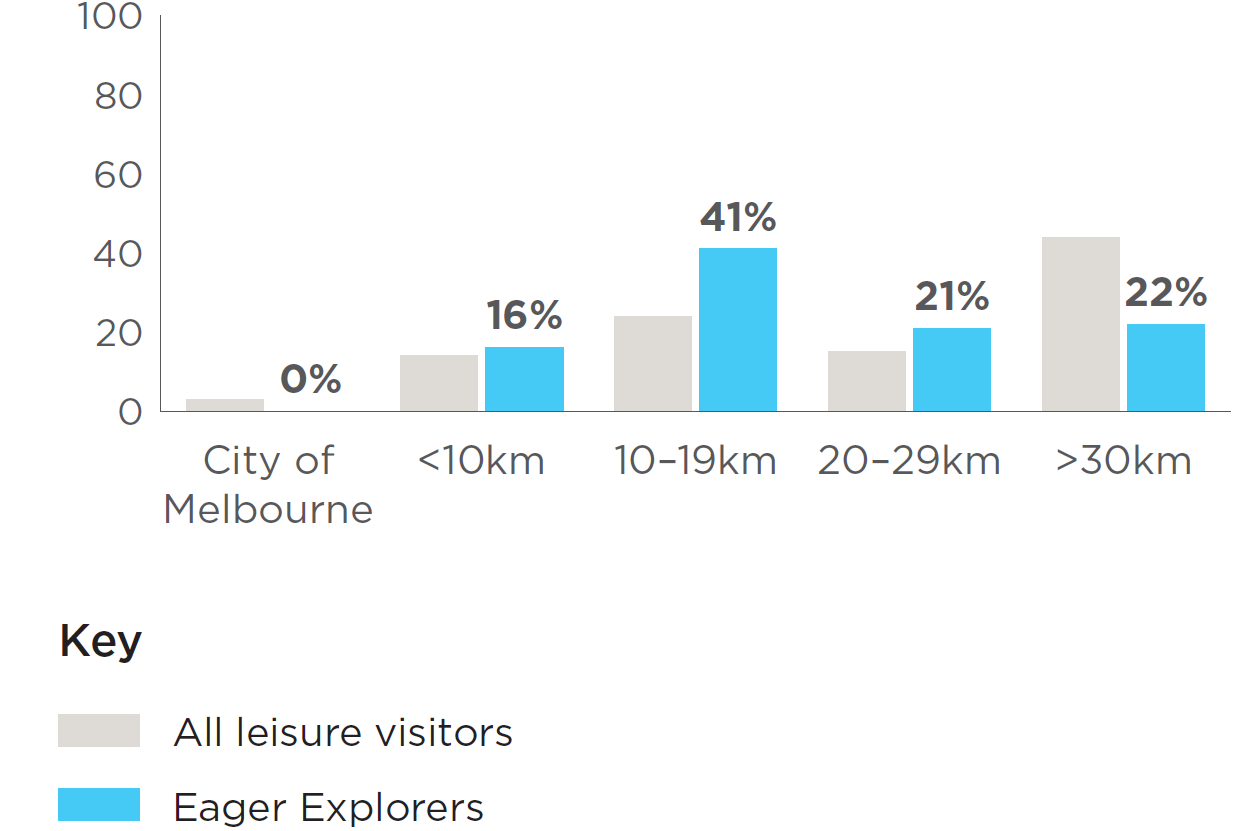 100
80
60
40
20
0
0%
16%
41%
21%
22%
City of
Melbourne
<10km
10–19km
20–29km
>30km
Key
All leisure visitors
Eager Explorers